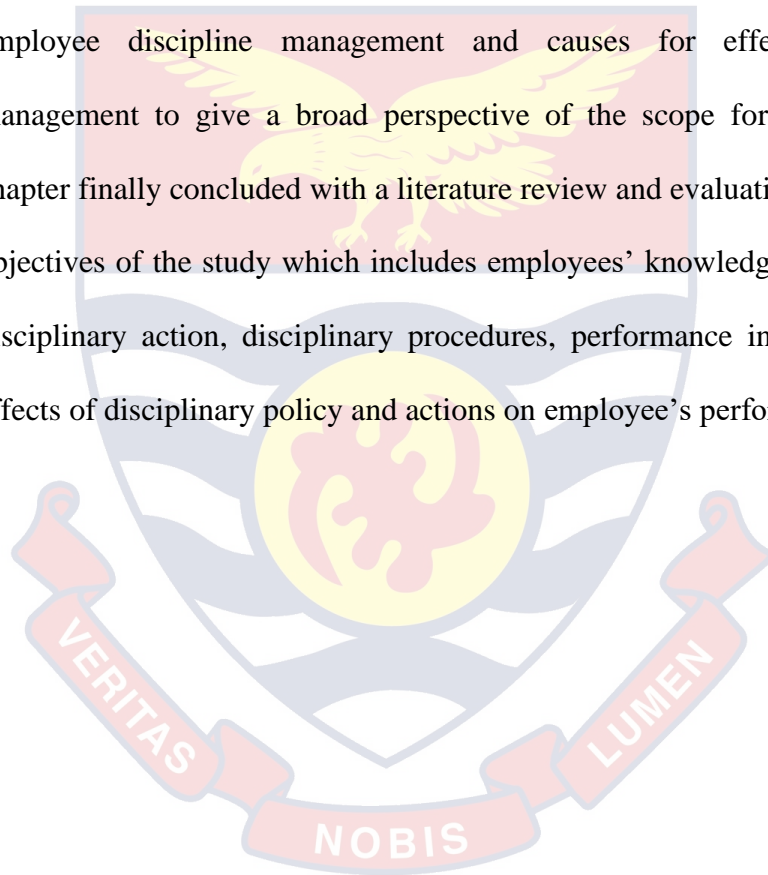 mployee discipline management and causes for effe
anagement to give a broad perspective of the scope for
hapter finally concluded with a literature review and evaluati
bjectives of the study which includes employees’ knowledg
isciplinary action, disciplinary procedures, performance in
ffects of disciplinary policy and actions on employee’s perfo
VERITAS
NOBIS
LUMEN